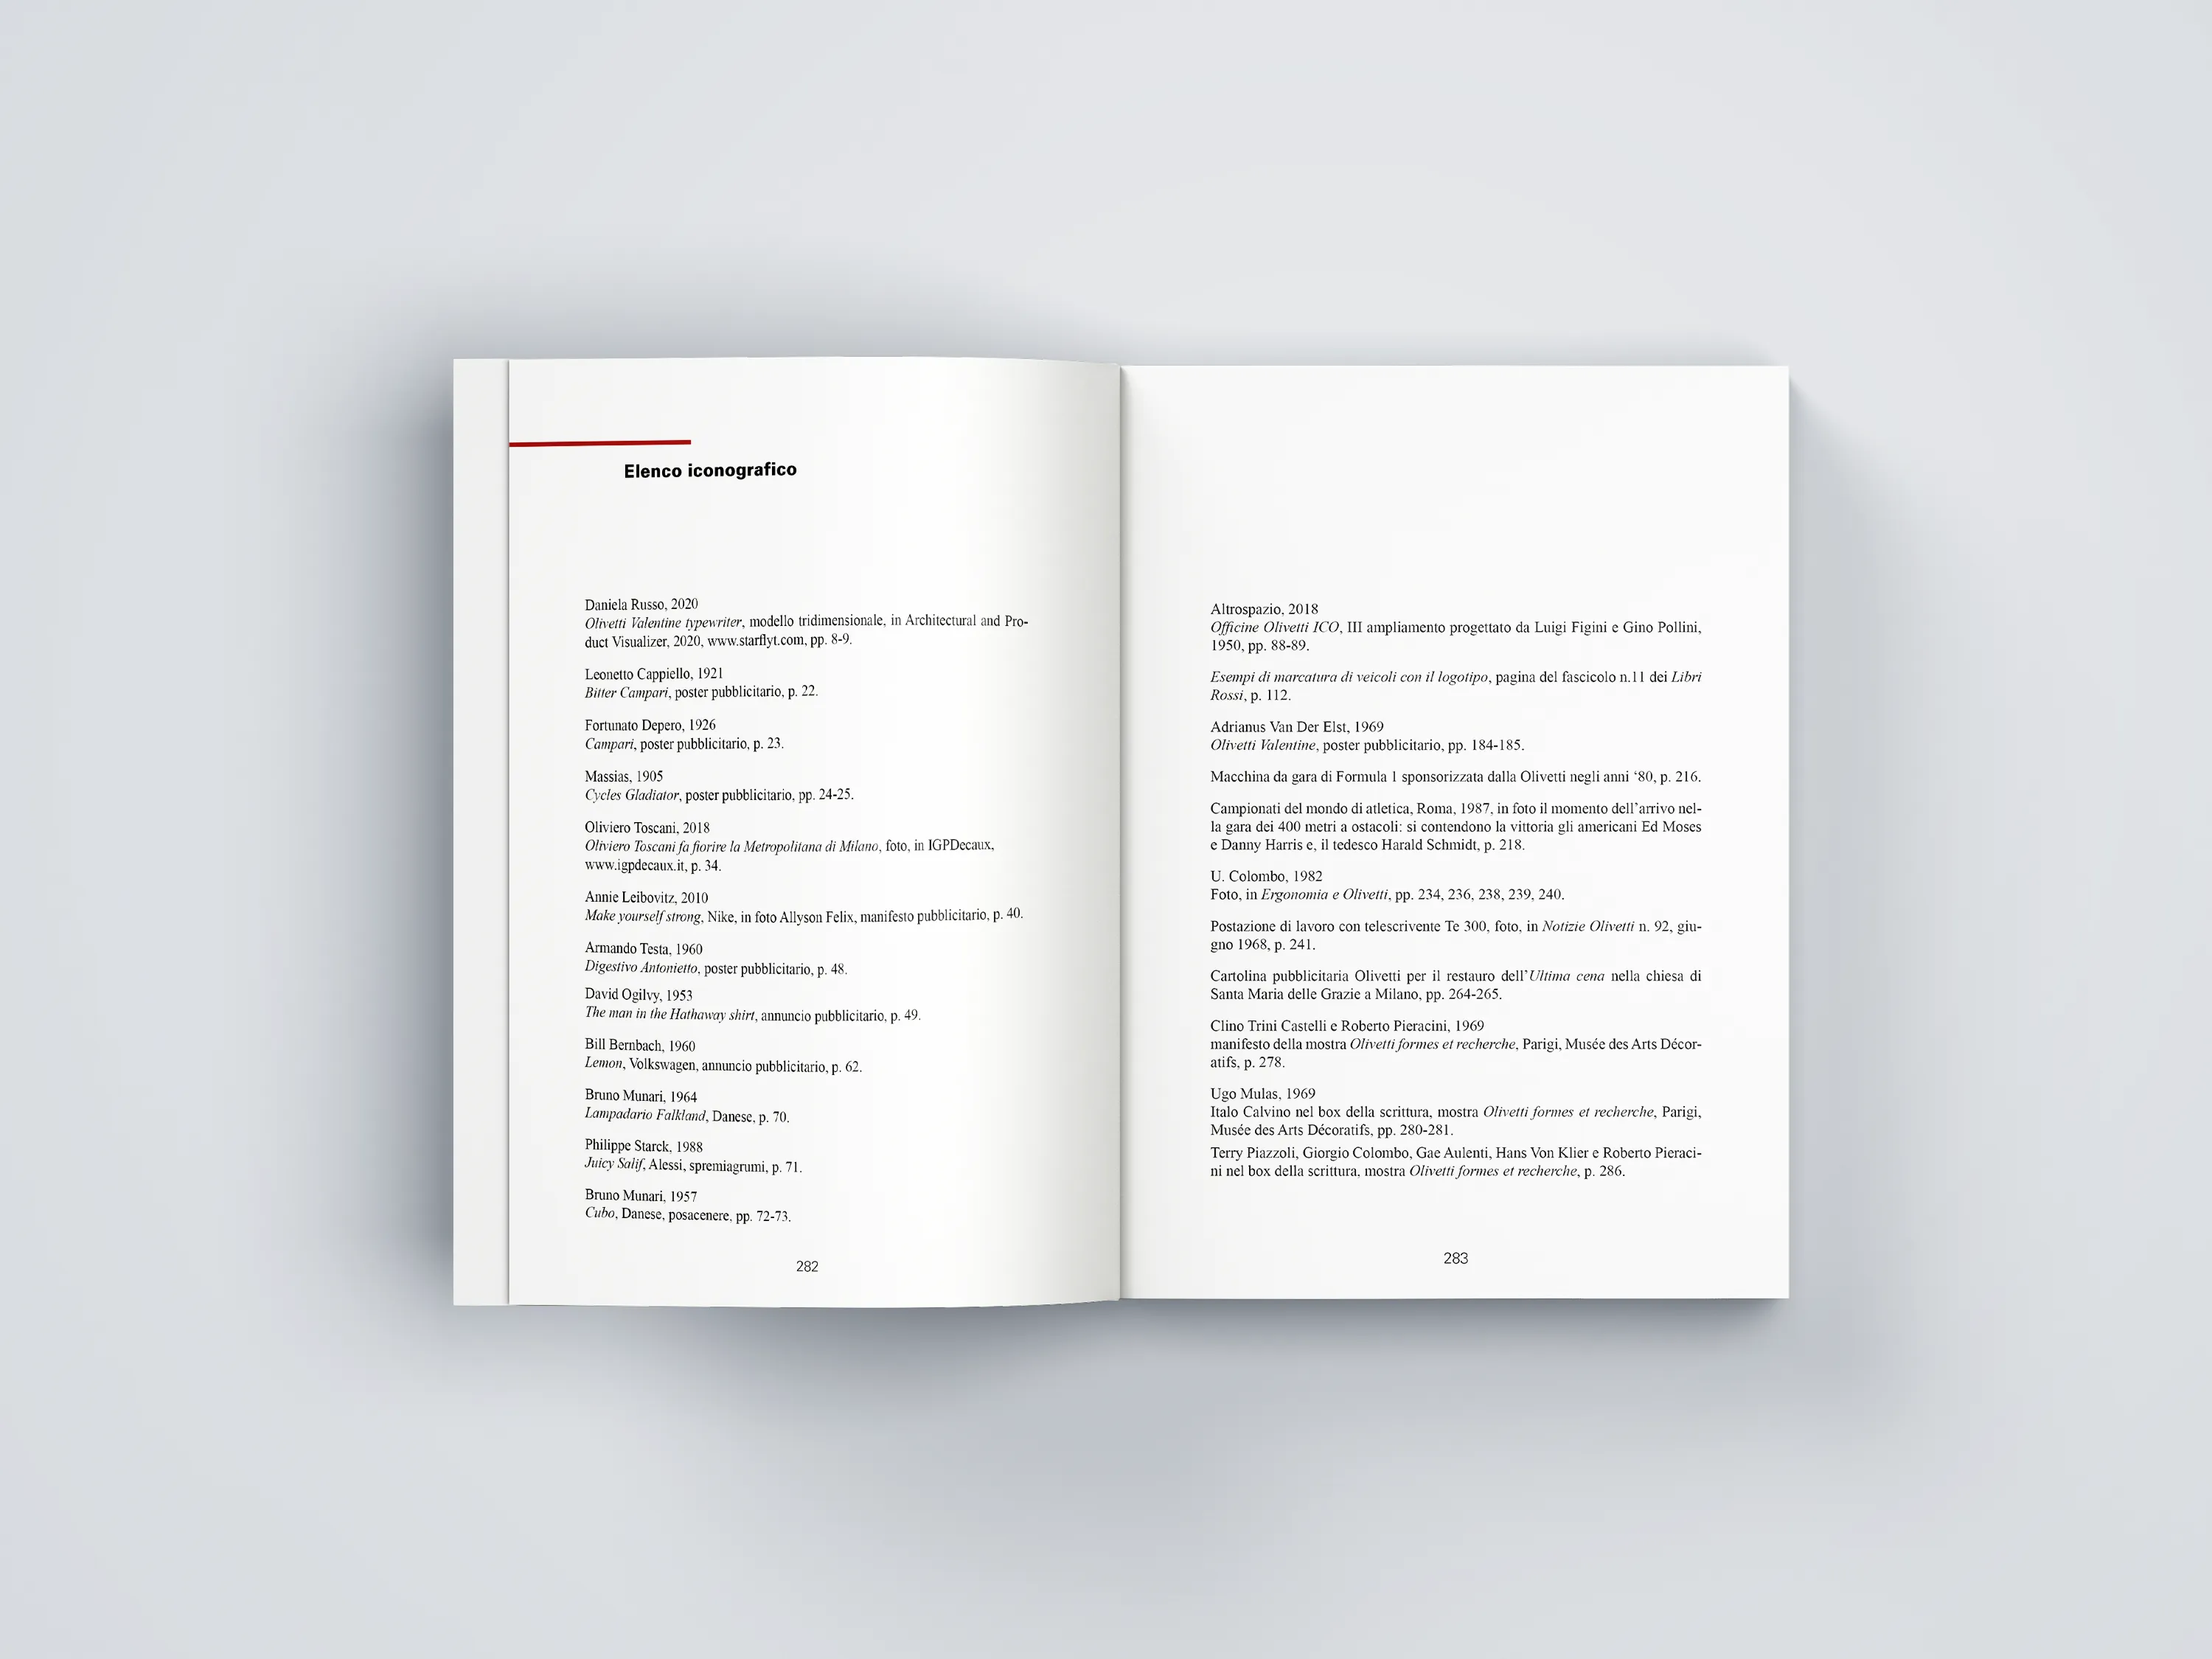 Elenco iconografico
Daniela Russo, 2020
Olivetti Valentine typewriter, modello tridimensionale, in Architectural and Pro-
duct Visualizer, 2020, www.starflyt.com, pp. 8-9.
Leonetto Cappiello, 1921
Bitter Campari, poster pubblicitario, p. 22.
Fortunato Depero, 1926
Campari, poster pubblicitario, p. 23.
Massias, 1905
Cycles Gladiator, poster pubblicitario, pp. 24-25.
Oliviero Toscani, 2018
Oliviero Toscani fa fiorire la Metropolitana di Milano, foto, in IGPDecaux,
www.igpdecaux.it, p. 34.
Annie Leibovitz, 2010
Make yourself strong, Nike, in foto Allyson Felix, manifesto pubblicitario, p. 40.
Armando Testa, 1960
Digestivo Antonietto, poster pubblicitario, p. 48.
David Ogilvy, 1953
The man in the Hathaway shirt, annuncio pubblicitario, p. 49.
Bill Bernbach, 1960
Lemon, Volkswagen, annuncio pubblicitario, p. 62.
Bruno Munari, 1964
Lampadario Falkland, Danese, p. 70.
Philippe Starck, 1988
Juicy Salif, Alessi, spremiagrumi, p. 71.
Bruno Munari, 1957
Cubo, Danese, posacenere, pp. 72-73.
282
Altrospazio, 2018
Officine Olivetti ICO, III ampliamento progettato da Luigi Figini e Gino Pollini,
1950, pp. 88-89.
Esempi di marcatura di veicoli con il logotipo, pagina del fascicolo n.11 dei Libri
Rossi, p. 112.
Adrianus Van Der Elst, 1969
Olivetti Valentine, poster pubblicitario, pp. 184-185.
Macchina da gara di Formula 1 sponsorizzata dalla Olivetti negli anni ‘80, p. 216.
Campionati del mondo di atletica, Roma, 1987, in foto il momento dell’arrivo nel-
la gara dei 400 metri a ostacoli: si contendono la vittoria gli americani Ed Moses
e Danny Harris e, il tedesco Harald Schmidt, p. 218.
U. Colombo, 1982
Foto, in Ergonomia e Olivetti, pp. 234, 236, 238, 239, 240.
Postazione di lavoro con telescrivente Te 300, foto, in Notizie Olivetti n. 92, giu-
gno 1968, p. 241.
Cartolina pubblicitaria Olivetti per il restauro dell’Ultima cena nella chiesa di
Santa Maria delle Grazie a Milano, pp. 264-265.
Clino Trini Castelli e Roberto Pieracini, 1969
manifesto della mostra Olivetti formes et recherche, Parigi, Musée des Arts Décor-
atifs, p. 278.
Ugo Mulas, 1969
Italo Calvino nel box della scrittura, mostra Olivetti formes et recherche, Parigi,
Musée des Arts Décoratifs, pp. 280-281.
Terry Piazzoli, Giorgio Colombo, Gae Aulenti, Hans Von Klier e Roberto Pieraci-
ni nel box della scrittura, mostra Olivetti formes et recherche, p. 286.
283